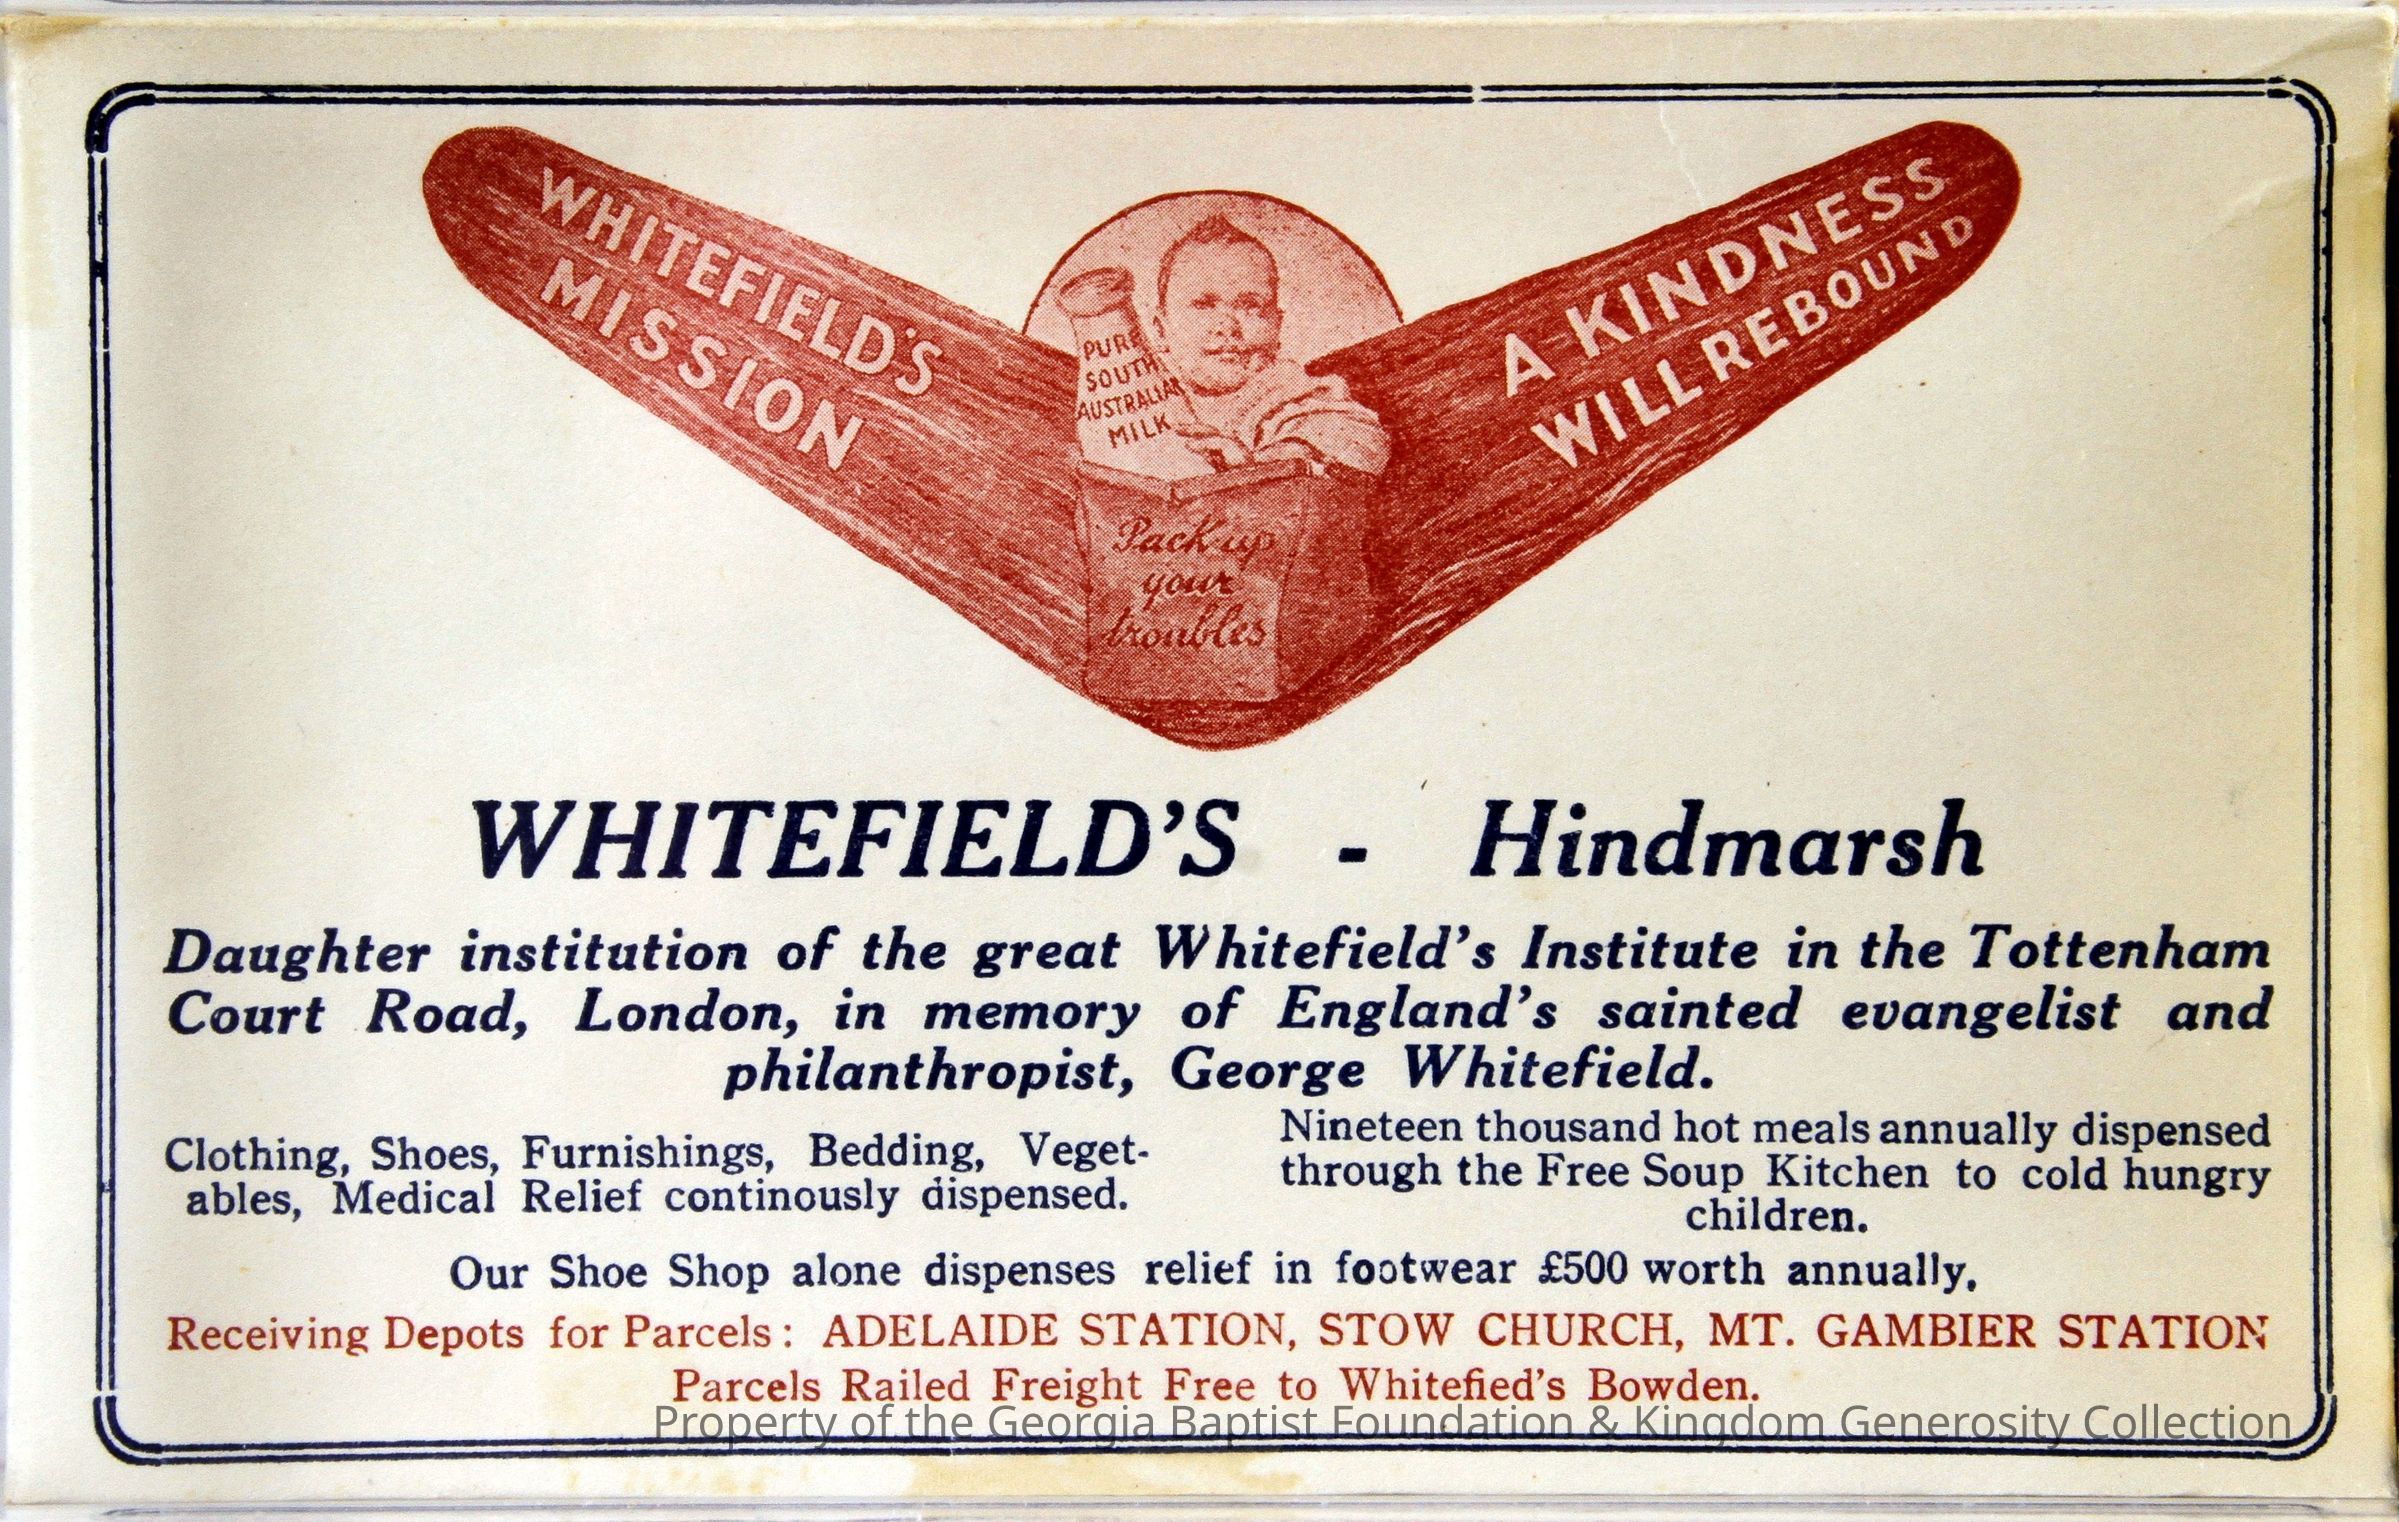 WHITEFIELD'S
MISSION
A KINDNESS
WILL REBOUND
PURE
SOUTH
AUSTRALIAN
MILK
Pack up
your
troubles
WHITEFIELD'S - Hindmarsh
Daughter institution of the great Whitefield's Institute in the Tottenham
Court Road, London, in memory of England's sainted evangelist and
philanthropist, George Whitefield.
Clothing, Shoes, Furnishings, Bedding, Veget-
ables, Medical Relief continously dispensed.
Nineteen thousand hot meals annually dispensed
through the Free Soup Kitchen to cold hungry
children.
Our Shoe Shop alone dispenses relief in footwear £500 worth annually.
Receiving Depots for Parcels: ADELAIDE STATION, STOW CHURCH, MT. GAMBIER STATION
Parcels Railed Freight Free to Whitefied's Bowden.
Property of the Georgia Baptist Foundation & Kingdom Generosity Collection